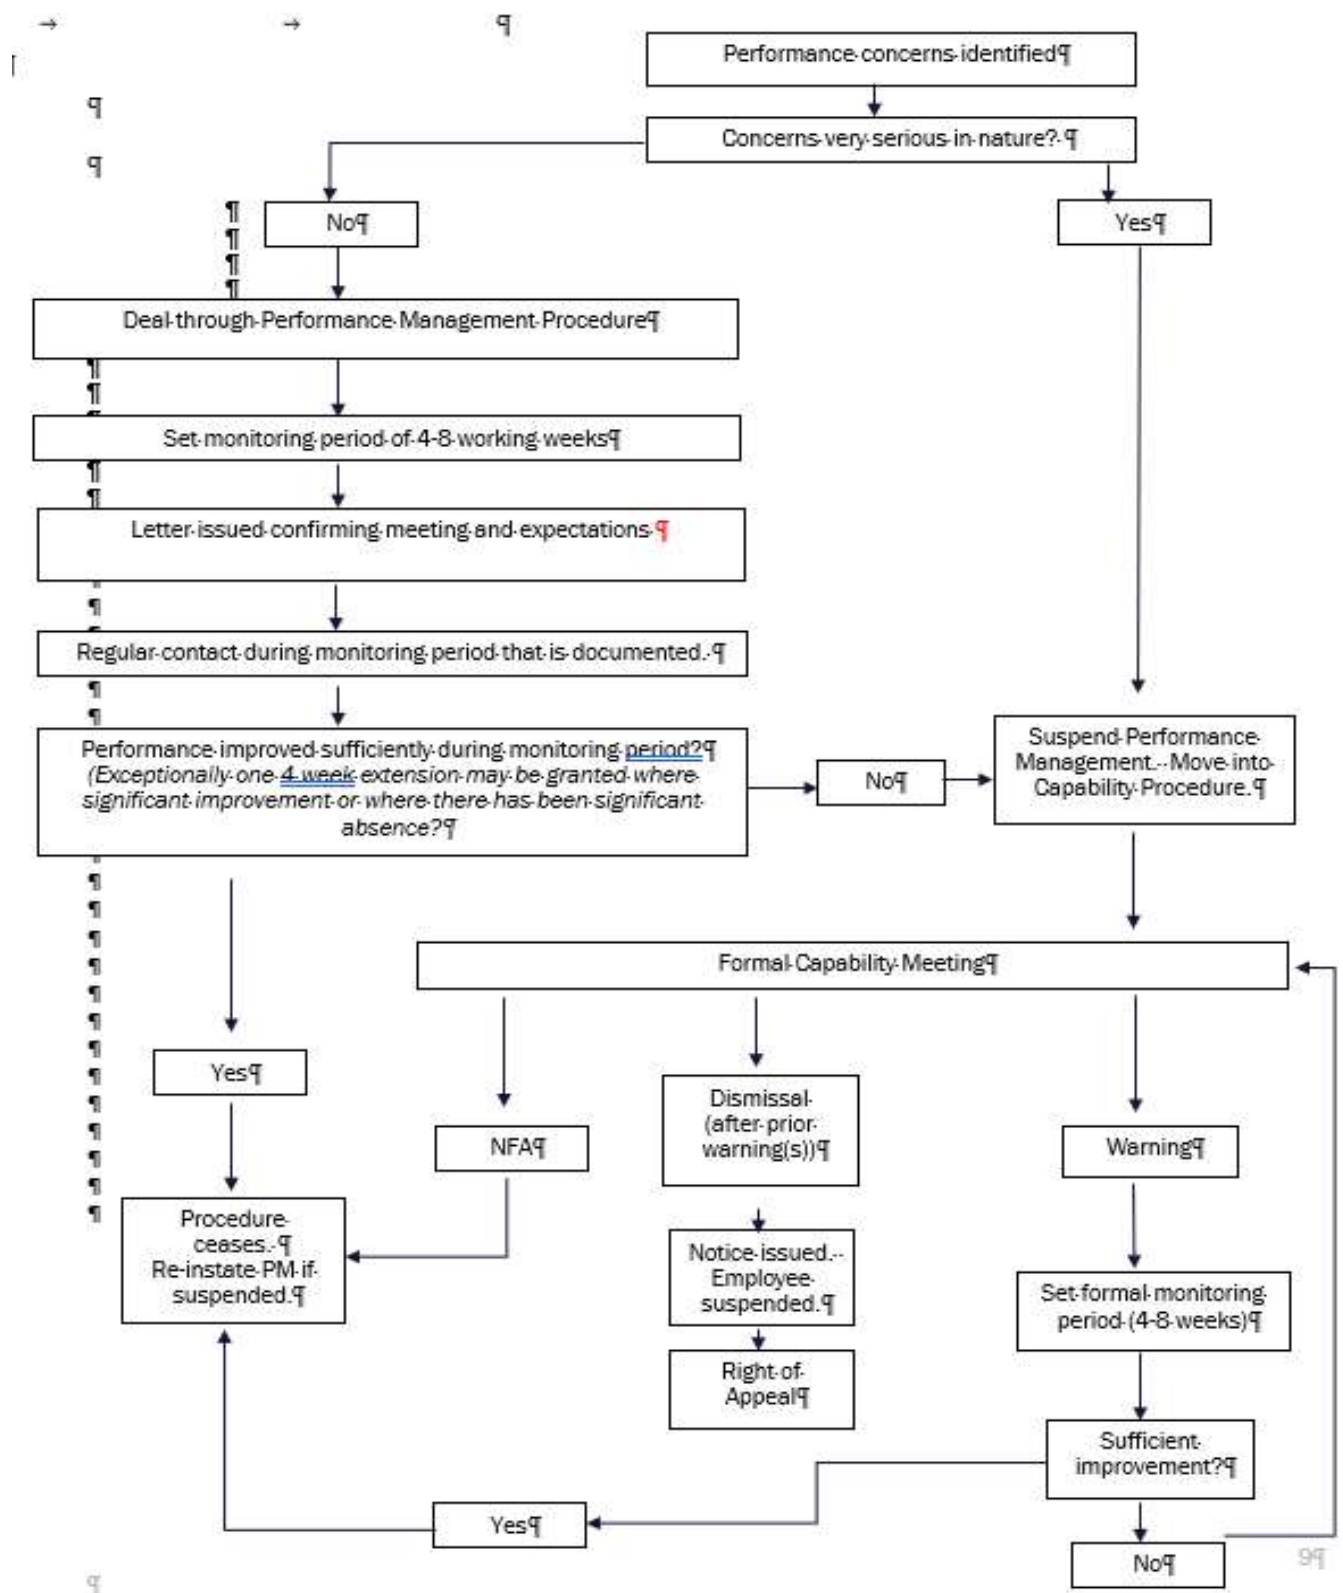 Performance concerns identified¶
Concerns very serious in nature? ¶
No¶
Yes¶
Deal through Performance Management Procedure¶
Set monitoring period of 4-8 working weeks¶
Letter issued confirming meeting and expectations ¶
Regular contact during monitoring period that is documented. ¶
Performance improved sufficiently during monitoring period?¶
(Exceptionally one 4 week extension may be granted where
significant improvement or where there has been significant
absence?¶
No¶
Suspend Performance
Management. Move into
Capability Procedure.¶
Formal Capability Meeting¶
Yes¶
NFA¶
Dismissal
(after prior
warning(s))¶
Warning¶
Procedure
ceases. ¶
Re-instate PM if
suspended.¶
Notice issued.
Employee
suspended.¶
Set formal monitoring
period (4-8 weeks)¶
Right of
Appeal¶
Sufficient
improvement?¶
Yes¶
No¶
9¶